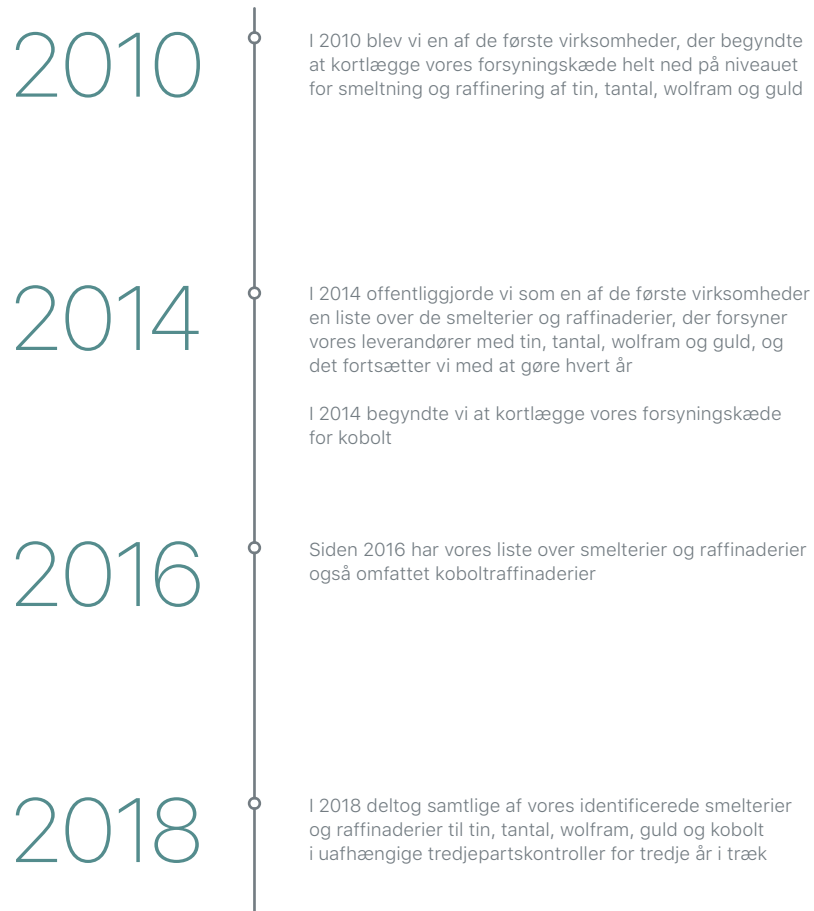 2010
I 2010 blev vi en af de første virksomheder, der begyndte
at kortlægge vores forsyningskæde helt ned på niveauet
for smeltning og raffinering af tin, tantal, wolfram og guld
2014
I 2014 offentliggjorde vi som en af de første virksomheder
en liste over de smelterier og raffinaderier, der forsyner
vores leverandører med tin, tantal, wolfram og guld, og
det fortsætter vi med at gøre hvert år
I 2014 begyndte vi at kortlægge vores forsyningskæde
for kobolt
2016
Siden 2016 har vores liste over smelterier og raffinaderier
også omfattet koboltraffinaderier
2018
I 2018 deltog samtlige af vores identificerede smelterier
og raffinaderier til tin, tantal, wolfram, guld og kobolt
i uafhængige tredjepartskontroller for tredje år i træk